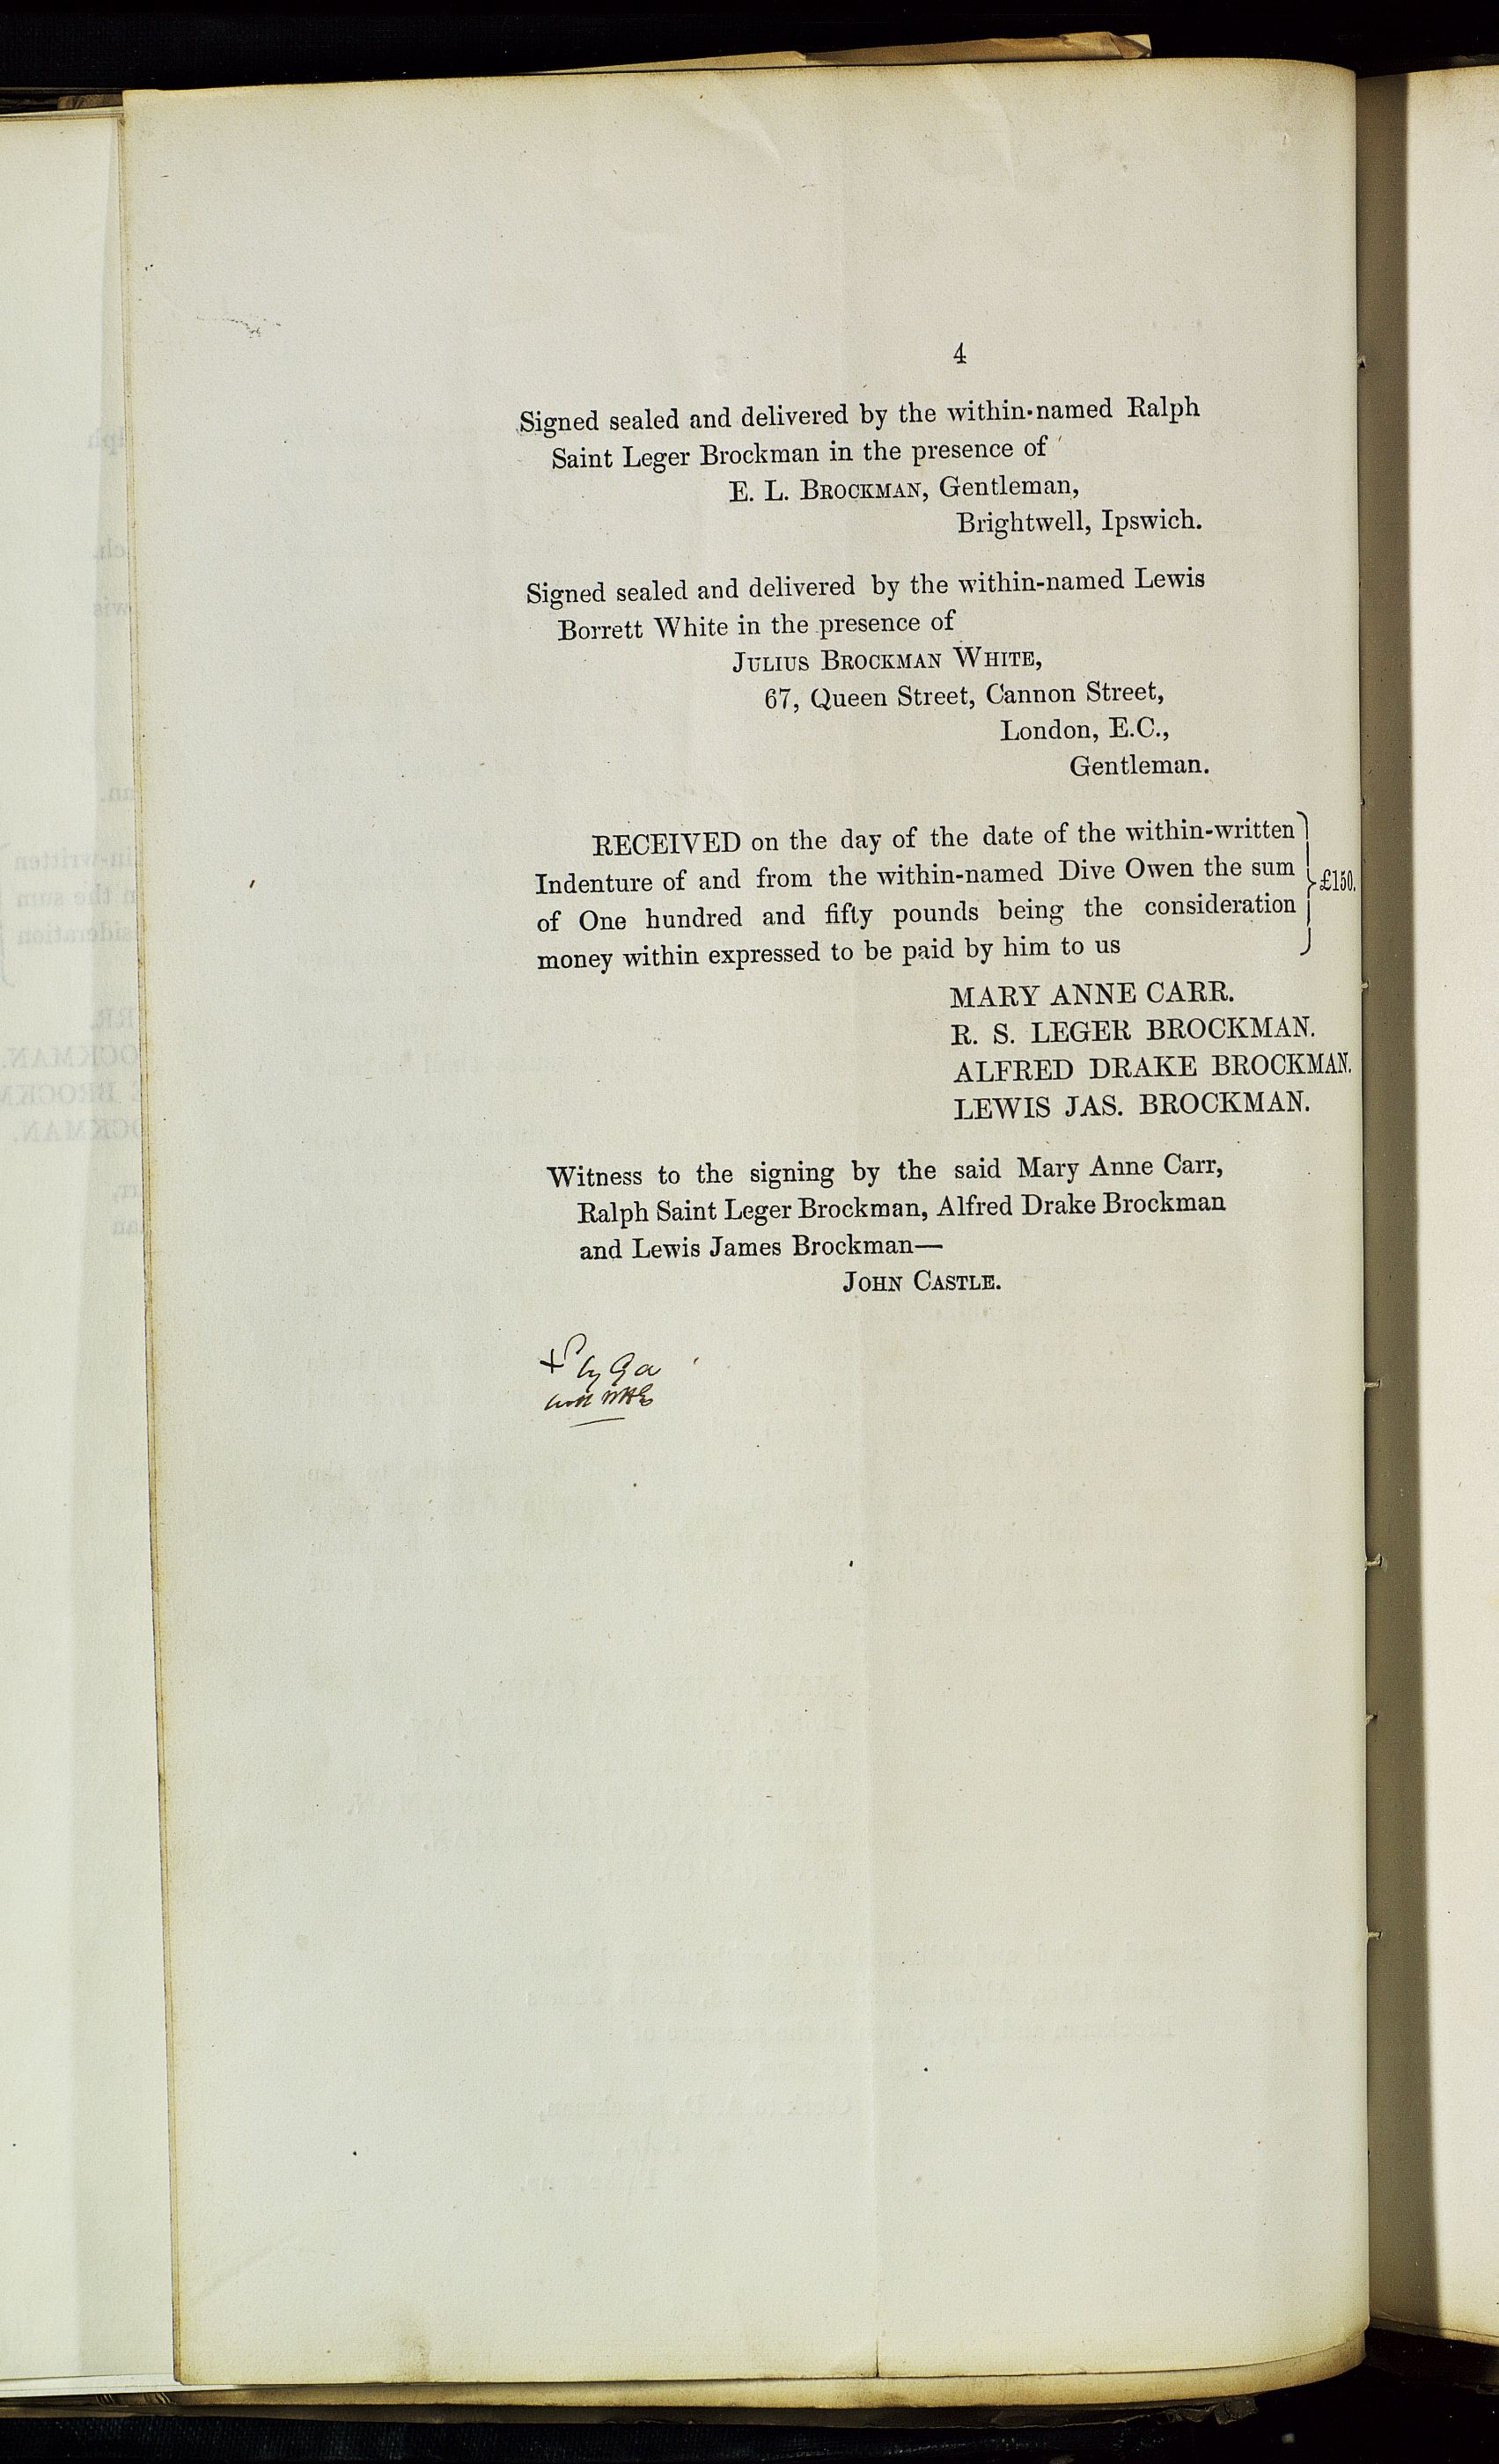 4
Signed sealed and delivered by the within-named Ralph
Saint Leger Brockman in the presence of
E. L. BROCKMAN, Gentleman,
Brightwell, Ipswich.
Signed sealed and delivered by the within-named Lewis
Borrett White in the presence of
JULIUS BROCKMAN WHITE,
67, Queen Street, Cannon Street,
London, E.C.,
Gentleman.
RECEIVED on the day of the date of the within-written
Indenture of and from the within-named Dive Owen the sum
of One hundred and fifty pounds being the consideration
money within expressed to be paid by him to us
£150.
MARY ANNE CARR.
R. S. LEGER BROCKMAN.
ALFRED DRAKE BROCKMAN.
LEWIS JAS. BROCKMAN.
Witness to the signing by the said Mary Anne Carr,
Ralph Saint Leger Brockman, Alfred Drake Brockman
and Lewis James Brockman—
JOHN CASTLE.